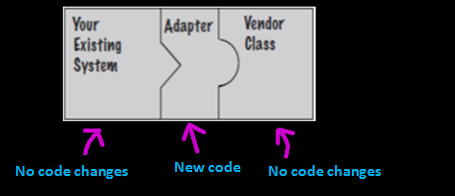 Your
Existing
System
Adapter
Vendor
Class
No code changes
New code
No code changes